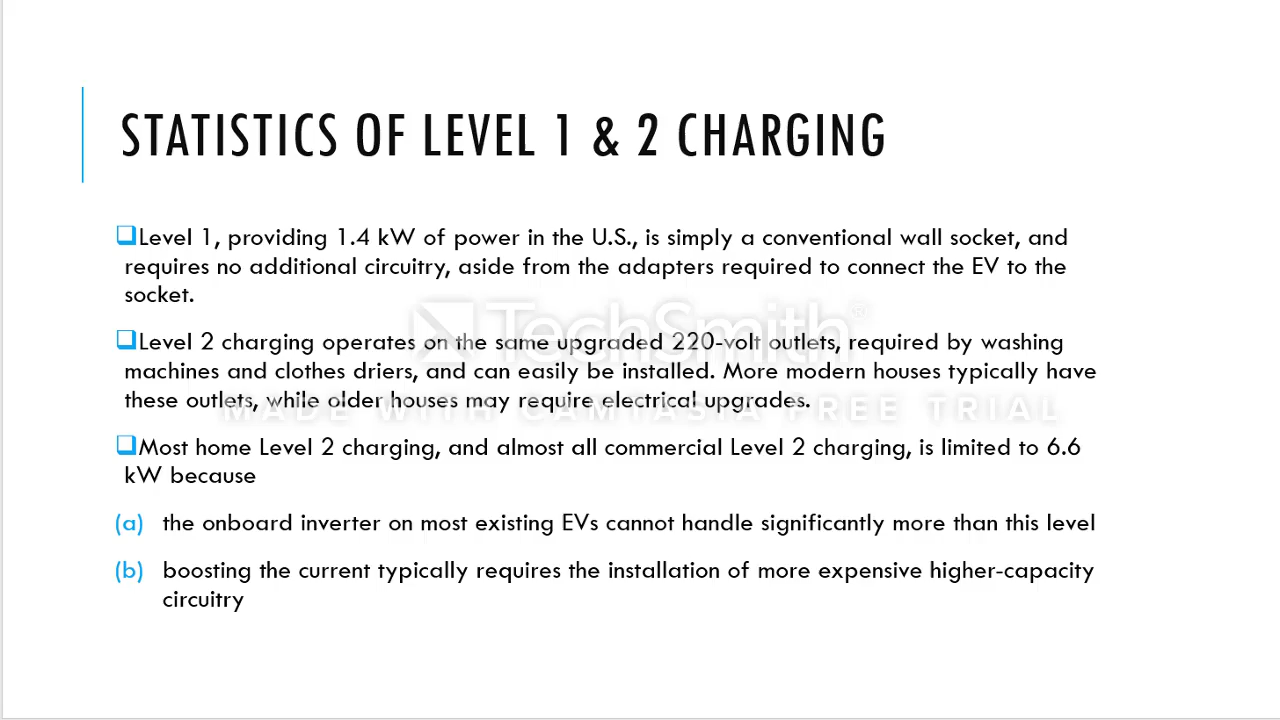 STATISTICS OF LEVEL 1 & 2 CHARGING
Level 1, providing 1.4 kW of power in the U.S., is simply a conventional wall socket, and
requires no additional circuitry, aside from the adapters required to connect the EV to the
socket.
TechSmith®
Level 2 charging operates on the same upgraded 220-volt outlets, required by washing
machines and clothes driers, and can easily be installed. More modern houses typically have
these outlets, while older houses may require electrical upgrades.
MADE WITH CAMTASIA FREE TRIAL
Most home Level 2 charging, and almost all commercial Level 2 charging, is limited to 6.6
kW because
(a) the onboard inverter on most existing EVs cannot handle significantly more than this level
(b) boosting the current typically requires the installation of more expensive higher-capacity
circuitry